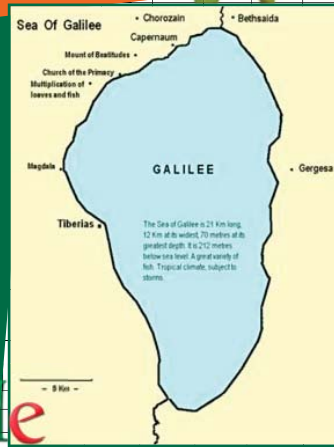 Sea Of Galilee
Chorozain
Bethsaida
Capernaum
Mount of Beatitudes
Church of the Primacy
Multiplication of
loaves and fish
Magdala
GALILEE
Gergesa
Tiberias
The Sea of Galilee is 21 Km long,
12 Km at its widest, 70 metres at its
greatest depth. It is 212 metres
below sea level. A great variety of
fish. Tropical climate, subject to
storms.
e